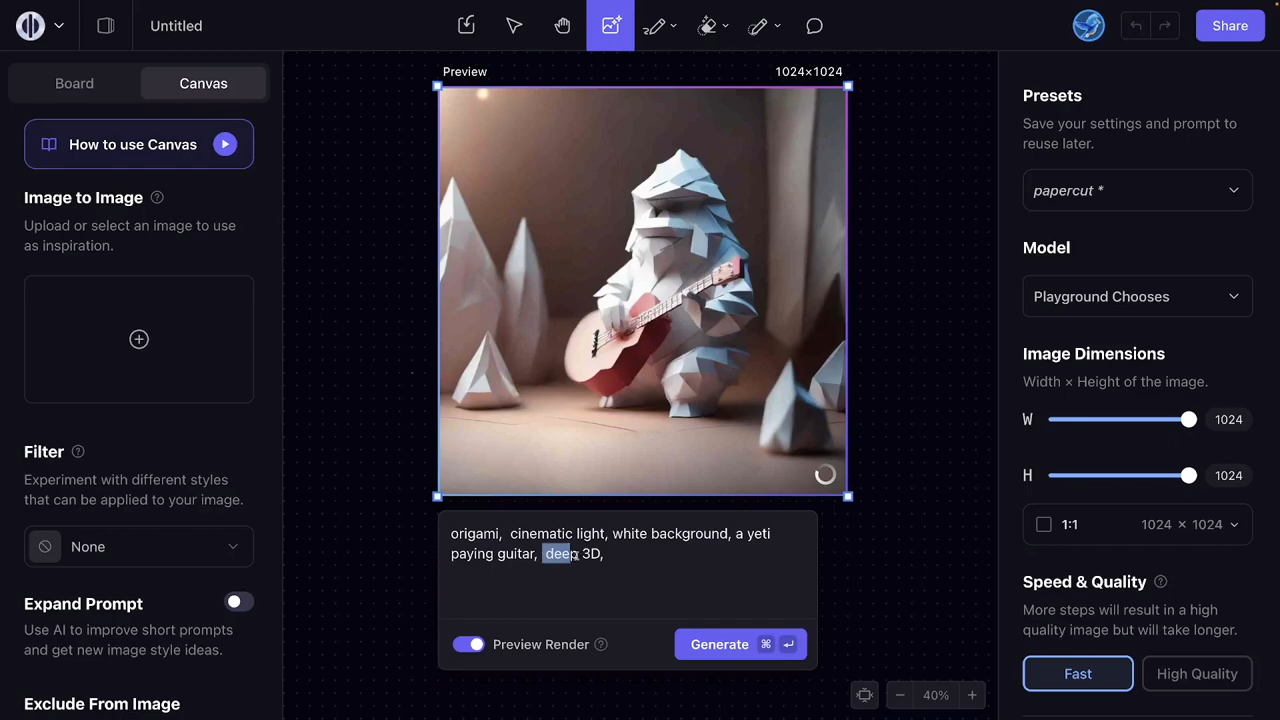 Untitled
Share
Board
Canvas
How to use Canvas
Image to Image
Upload or select an image to use
as inspiration.
Filter
Experiment with different styles
that can be applied to your image.
None
Expand Prompt
Use AI to improve short prompts
and get new image style ideas.
Exclude From Image
Preview
1024×1024
origami,  cinematic light, white background, a yeti
paying guitar,  deep 3D,
Preview Render
Generate ⌘ ↵
40%
Presets
Save your settings and prompt to
reuse later.
papercut *
Model
Playground Chooses
Image Dimensions
Width × Height of the image.
W 1024
H 1024
1:1 1024 × 1024
Speed & Quality
More steps will result in a high
quality image but will take longer.
Fast
High Quality